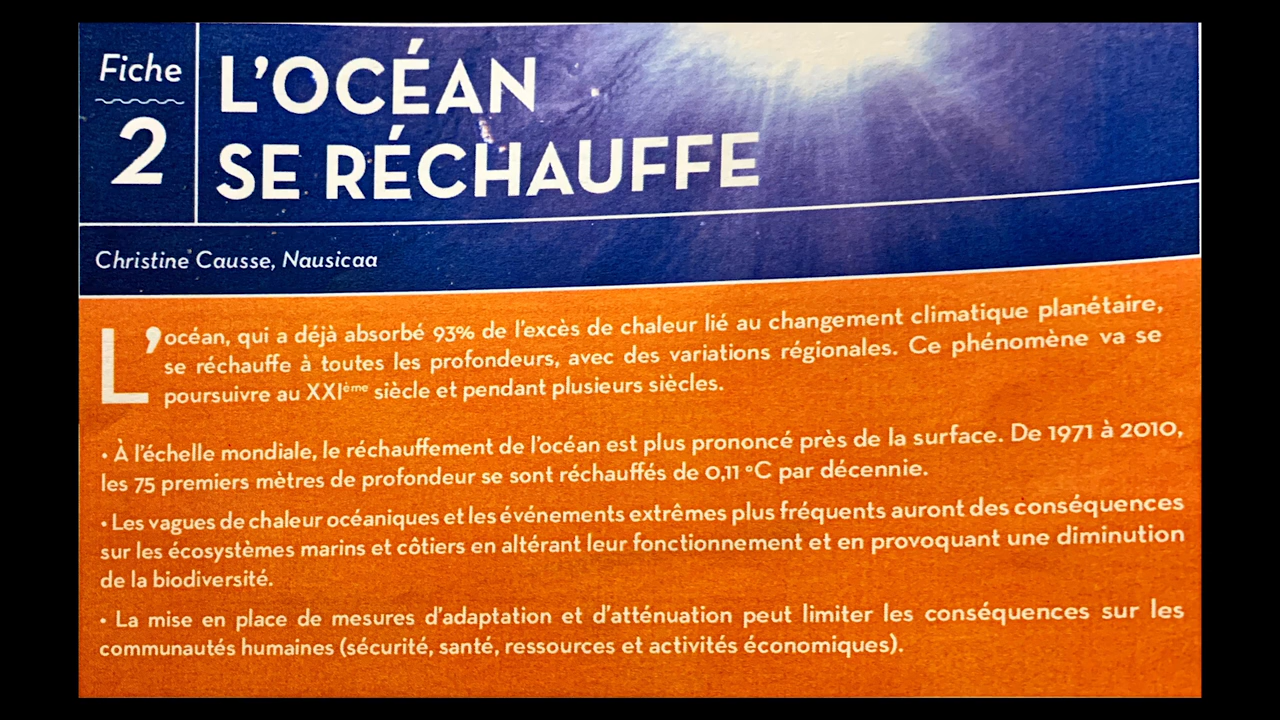 Fiche
2
L'OCÉAN
SE RÉCHAUFFE
Christine Causse, Nausicaa
L'océan, qui a déjà absorbé 93% de l'excès de chaleur lié au changement climatique planétaire,
se réchauffe à toutes les profondeurs, avec des variations régionales. Ce phénomène va se
poursuivre au XXIème siècle et pendant plusieurs siècles.
• À l'échelle mondiale, le réchauffement de l'océan est plus prononcé près de la surface. De 1971 à 2010,
les 75 premiers mètres de profondeur se sont réchauffés de 0,11 °C par décennie.
• Les vagues de chaleur océaniques et les événements extrêmes plus fréquents auront des conséquences
sur les écosystèmes marins et côtiers en altérant leur fonctionnement et en provoquant une diminution
de la biodiversité.
• La mise en place de mesures d'adaptation et d'atténuation peut limiter les conséquences sur les
communautés humaines (sécurité, santé, ressources et activités économiques).